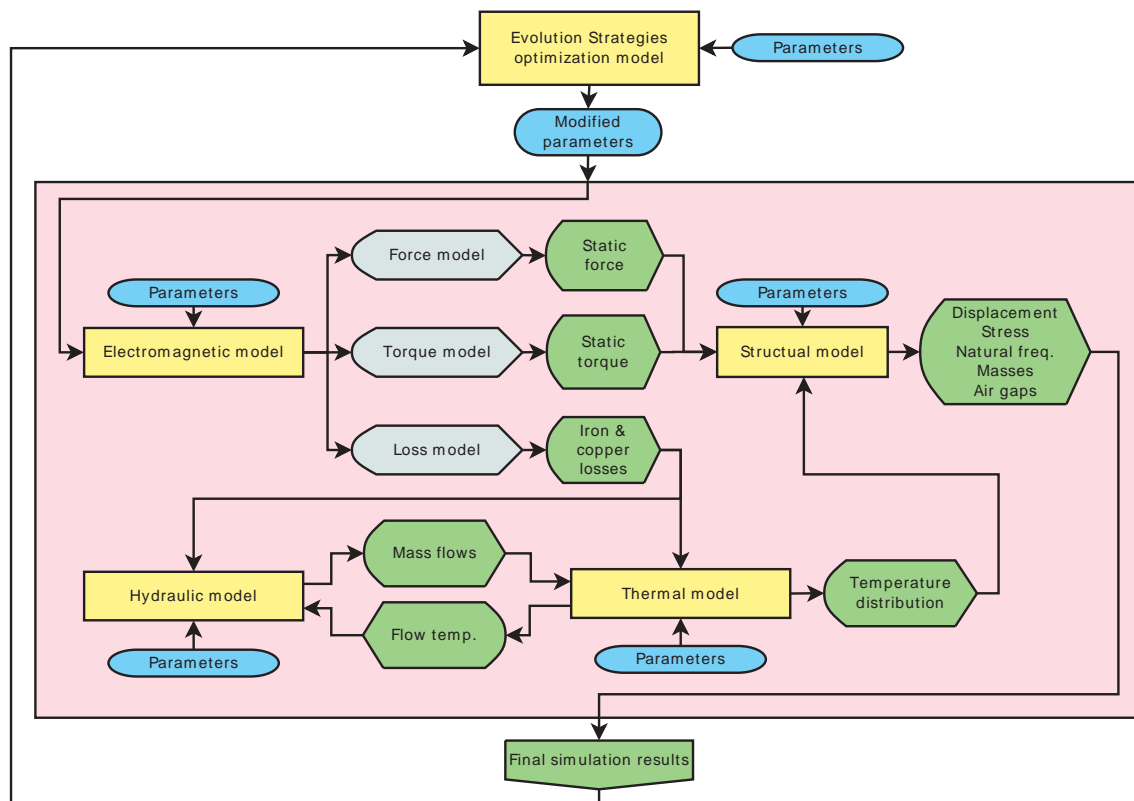 Evolution Strategies
optimization model
Parameters
Modified
parameters
Force model
Static
force
Parameters
Parameters
Displacement
Stress
Natural freq.
Masses
Air gaps
Electromagnetic model
Torque model
Static
torque
Structual model
Loss model
Iron &
copper
losses
Mass flows
Hydraulic model
Thermal model
Temperature
distribution
Flow temp.
Parameters
Parameters
Final simulation results